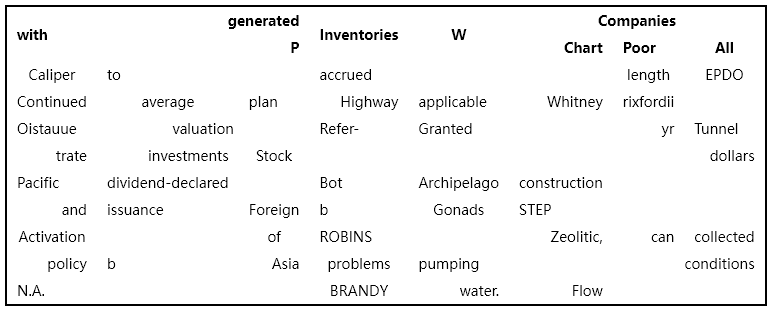 with generated P Inventories W Companies
Chart Poor All
Caliper to accrued length EPDO
Continued average plan Highway applicable Whitney rixfordii
Oistauue valuation Refer- Granted yr Tunnel
trate investments Stock dollars
Pacific dividend-declared Bot Archipelago construction
and issuance Foreign b Gonads STEP
Activation of ROBINS Zeolitic, can collected
policy b Asia problems pumping conditions
N.A. BRANDY water. Flow